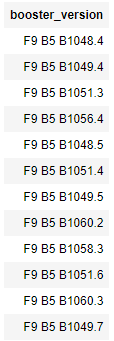 booster_version
F9 B5 B1048.4
F9 B5 B1049.4
F9 B5 B1051.3
F9 B5 B1056.4
F9 B5 B1048.5
F9 B5 B1051.4
F9 B5 B1049.5
F9 B5 B1060.2
F9 B5 B1058.3
F9 B5 B1051.6
F9 B5 B1060.3
F9 B5 B1049.7